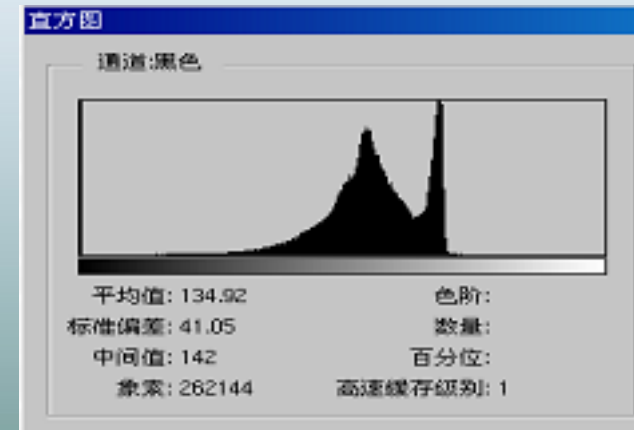 直方图
通道:黑色
平均值: 134.92 色阶:
标准偏差: 41.05 数量:
中间值: 142 百分位:
象素: 262144 高速缓存级别: 1